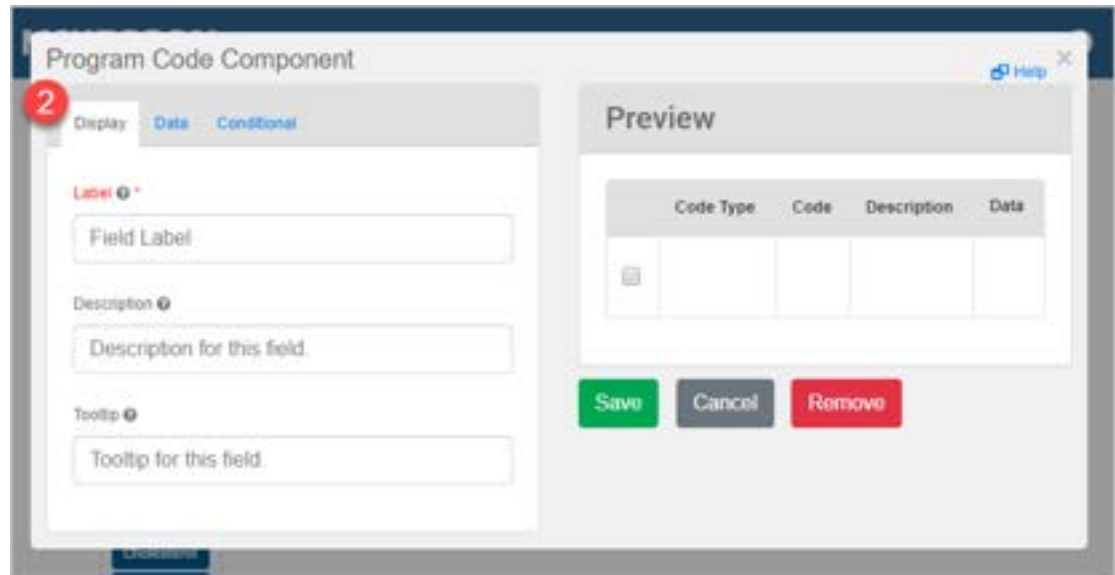 Program Code Component
Help
2
Display Data Conditional
Label *
Field Label
Description
Description for this field.
Tooltip
Tooltip for this field.
Preview
Code Type Code Description Data
Save Cancel Remove